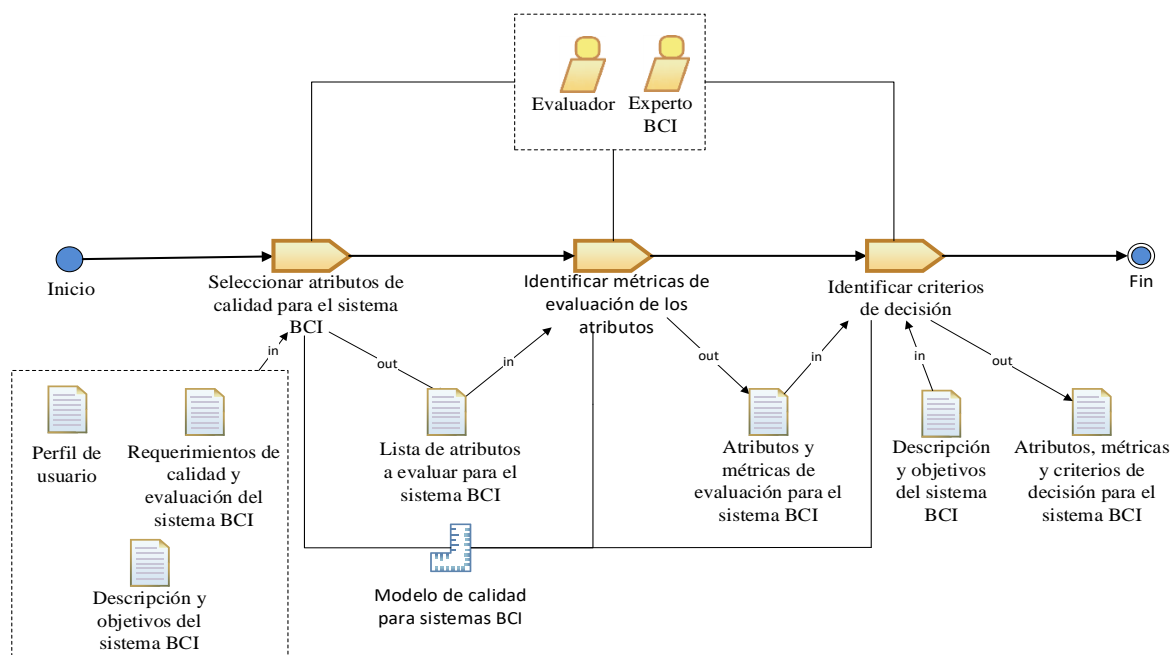 Evaluador
Experto
BCI
Inicio
Seleccionar atributos de
calidad para el sistema
BCI
Identificar métricas de
evaluación de los
atributos
Identificar criterios
de decisión
Fin
in
out
in
out
in
in
out
Perfil de
usuario
Requerimientos de
calidad y
evaluación del
sistema BCI
Descripción y
objetivos del
sistema BCI
Lista de atributos
a evaluar para el
sistema BCI
Atributos y
métricas de
evaluación para el
sistema BCI
Descripción
y objetivos
del sistema
BCI
Atributos, métricas
y criterios de
decisión para el
sistema BCI
Modelo de calidad
para sistemas BCI